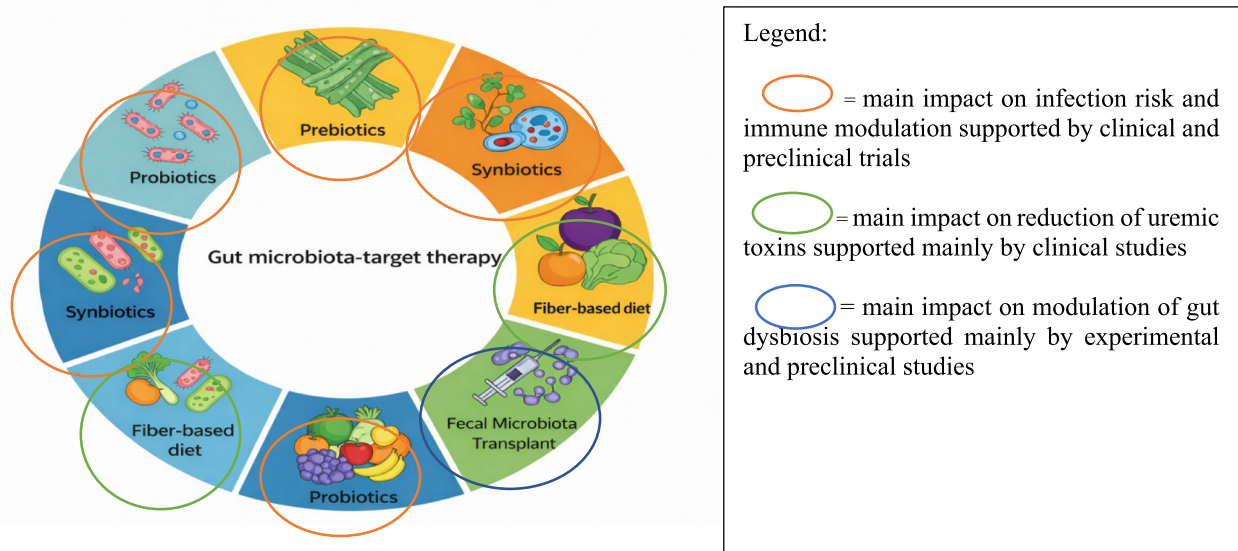 Prebiotics
Synbiotics
Probiotics
Gut microbiota-target therapy
Synbiotics
Fiber-based diet
Fiber-based
diet
Fecal Microbiota
Transplant
Probiotics
Legend:
= main impact on infection risk and
immune modulation supported by clinical and
preclinical trials
= main impact on reduction of uremic
toxins supported mainly by clinical studies
= main impact on modulation of gut
dysbiosis supported mainly by experimental
and preclinical studies